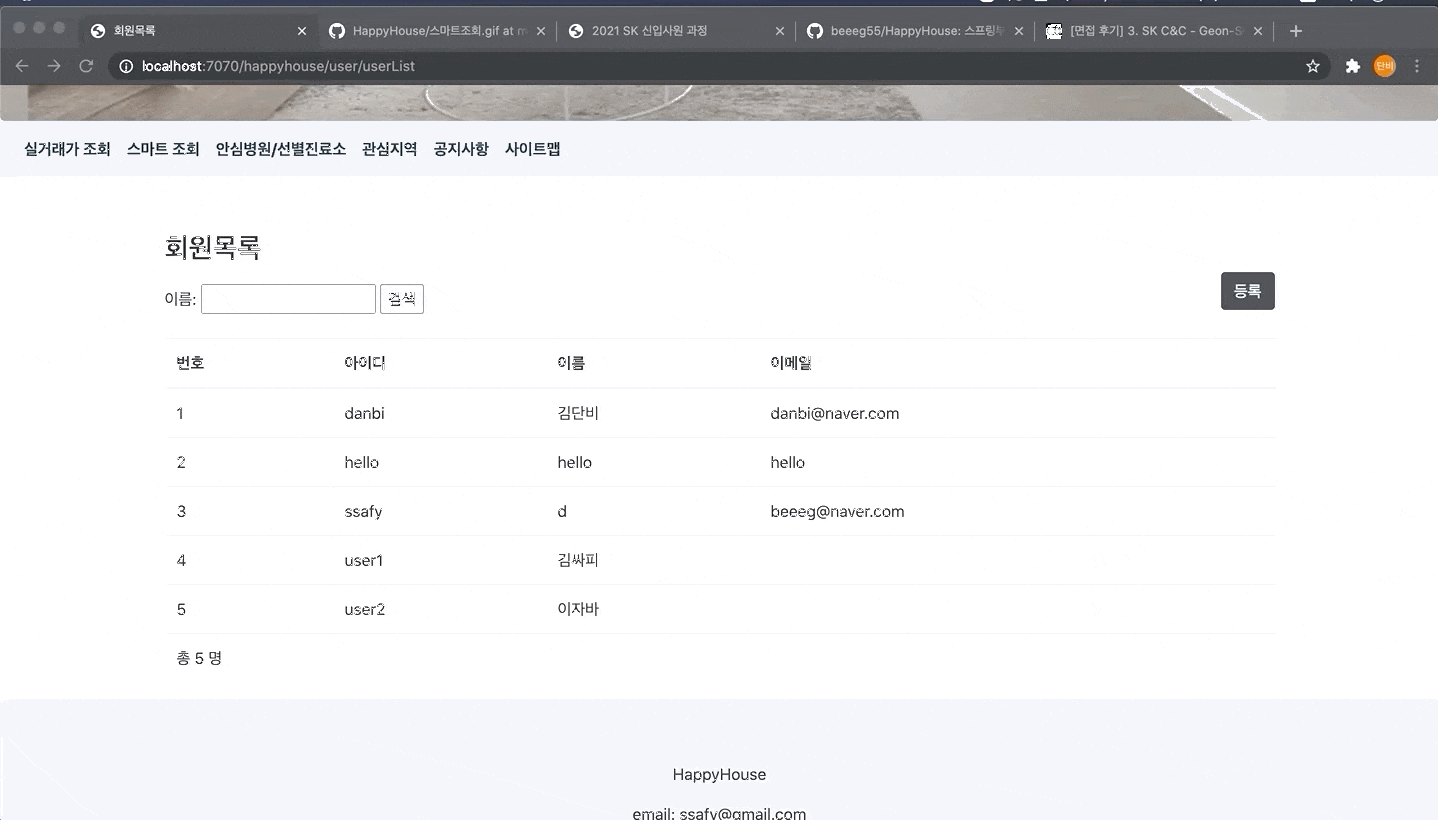 회원목록 HappyHouse/스마트조회.gif at m 2021 SK 신입사원 과정 beeeg55/HappyHouse: 스프링부 [면접 후기] 3. SK C&C - Geon-S
localhost:7070/happyhouse/user/userList 단비
실거래가 조회 스마트 조회 안심병원/선별진료소 관심지역 공지사항 사이트맵
회원목록
이름: 검색 등록
번호 아이디 이름 이메일
1 danbi 김단비 danbi@naver.com
2 hello hello hello
3 ssafy d beeeg@naver.com
4 user1 김싸피
5 user2 이자바
총 5 명
HappyHouse
email: ssafy@gmail.com